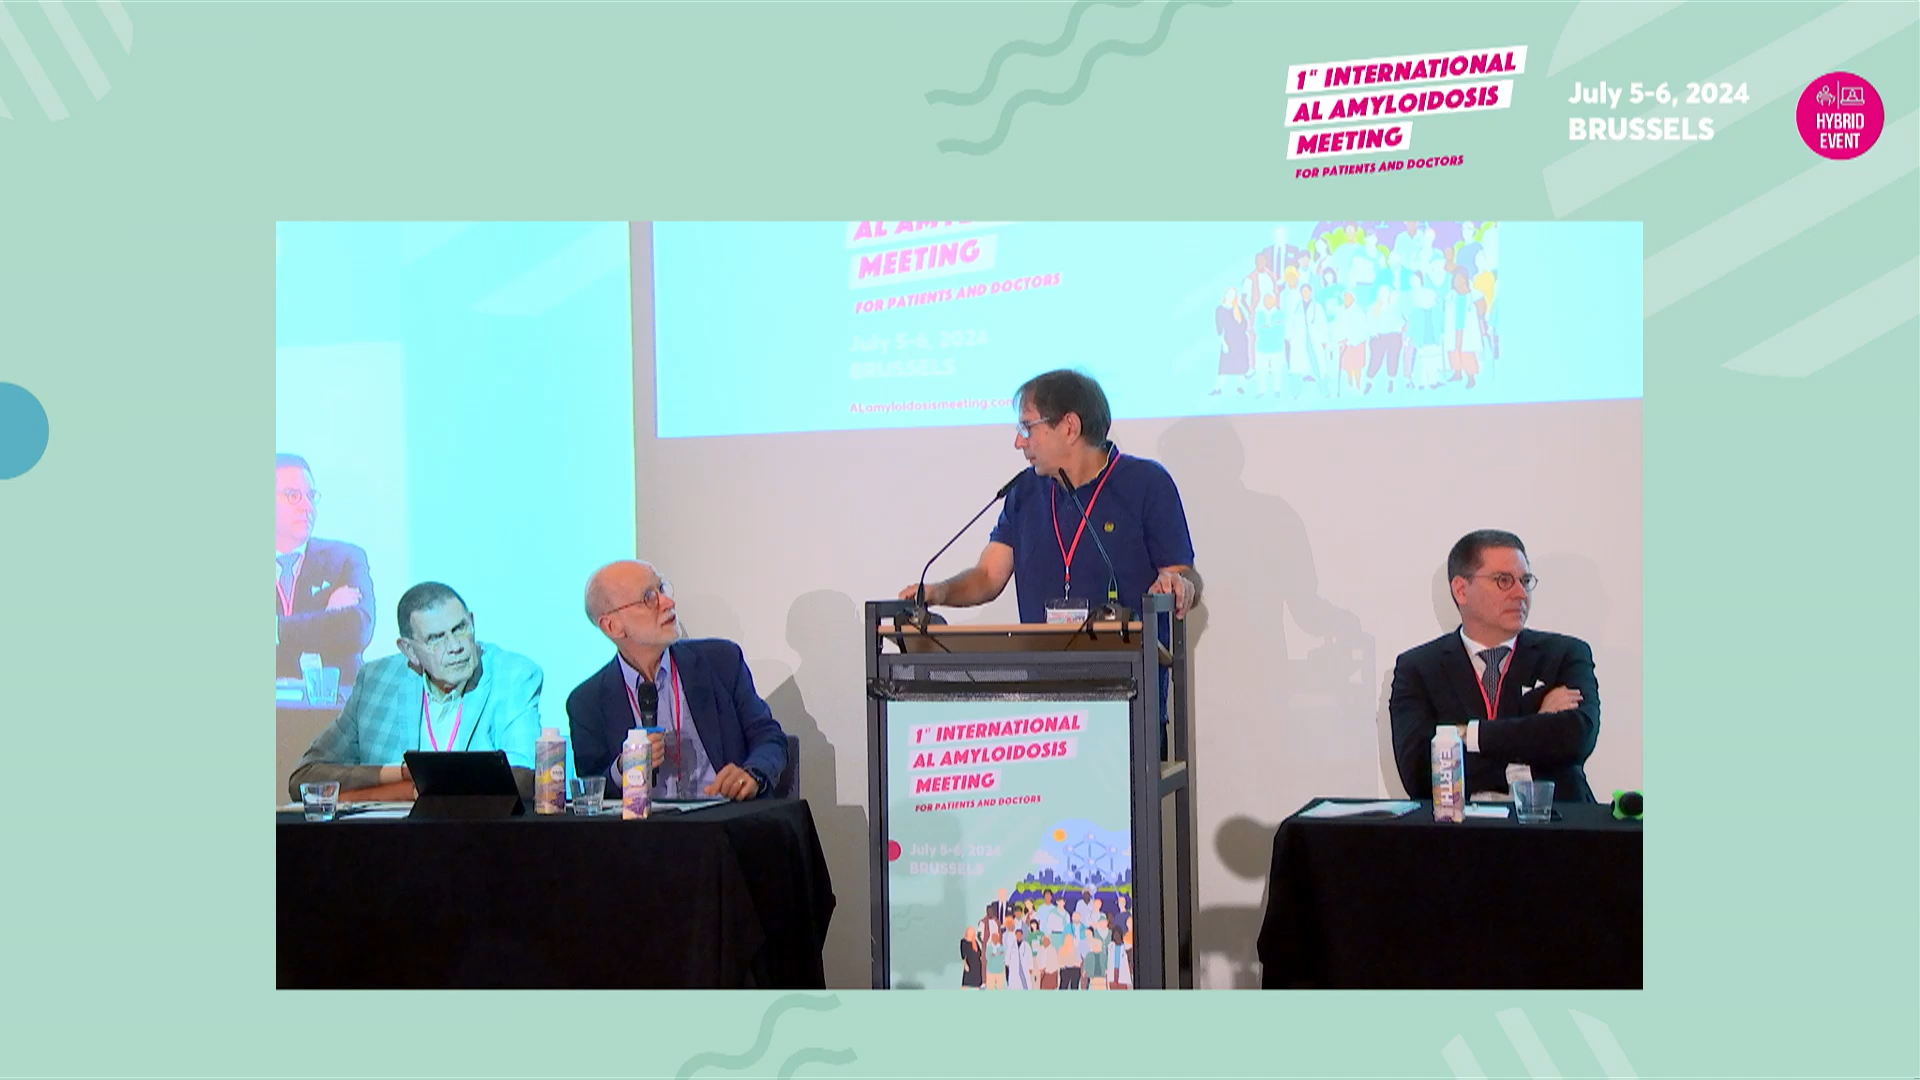 1st INTERNATIONAL
AL AMYLOIDOSIS
MEETING
FOR PATIENTS AND DOCTORS
July 5-6, 2024
BRUSSELS
HYBRID
EVENT
MEETING
FOR PATIENTS AND DOCTORS
July 5-6, 2024
BRUSSELS
ALamyloidosismeeting.com
1st INTERNATIONAL
AL AMYLOIDOSIS
MEETING
FOR PATIENTS AND DOCTORS
July 5-6, 2024
BRUSSELS
EARTH